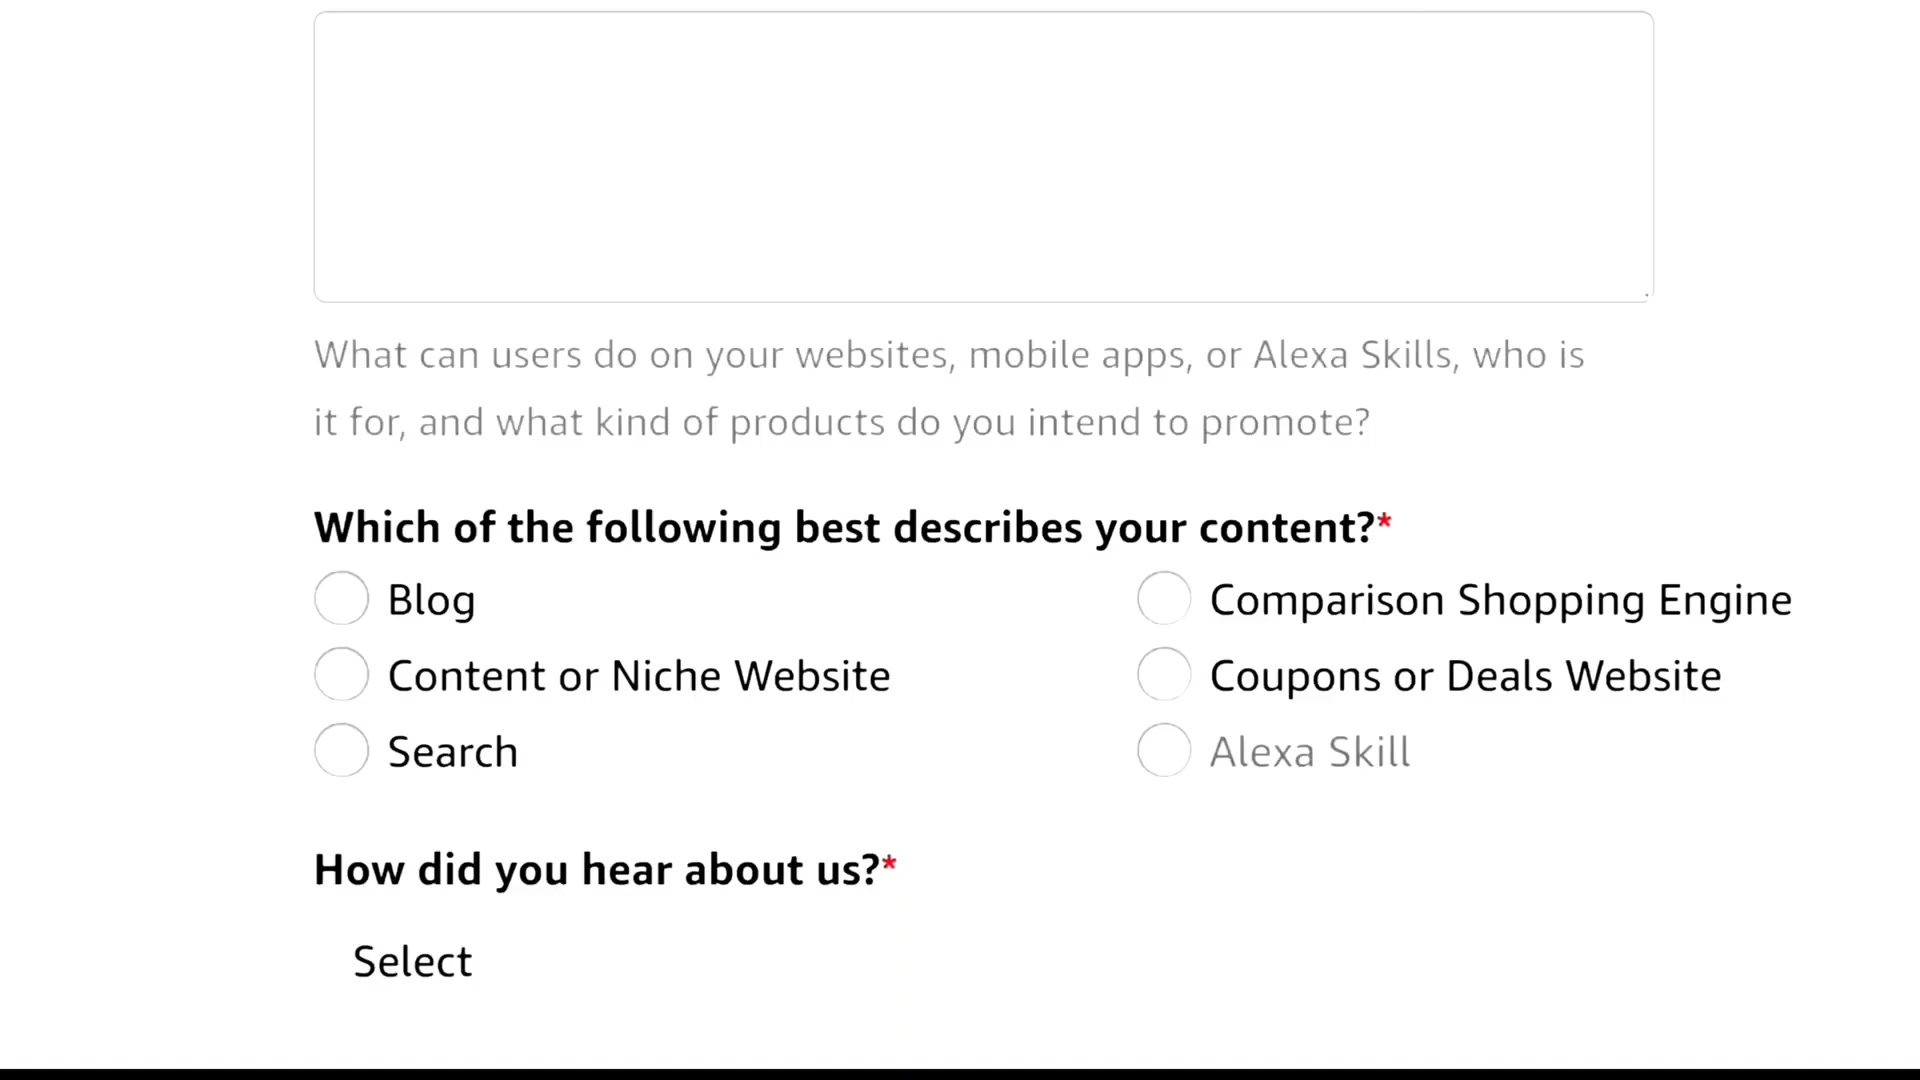 What can users do on your websites, mobile apps, or Alexa Skills, who is
it for, and what kind of products do you intend to promote?
Which of the following best describes your content?*
Blog
Comparison Shopping Engine
Content or Niche Website
Coupons or Deals Website
Search
Alexa Skill
How did you hear about us?*
Select